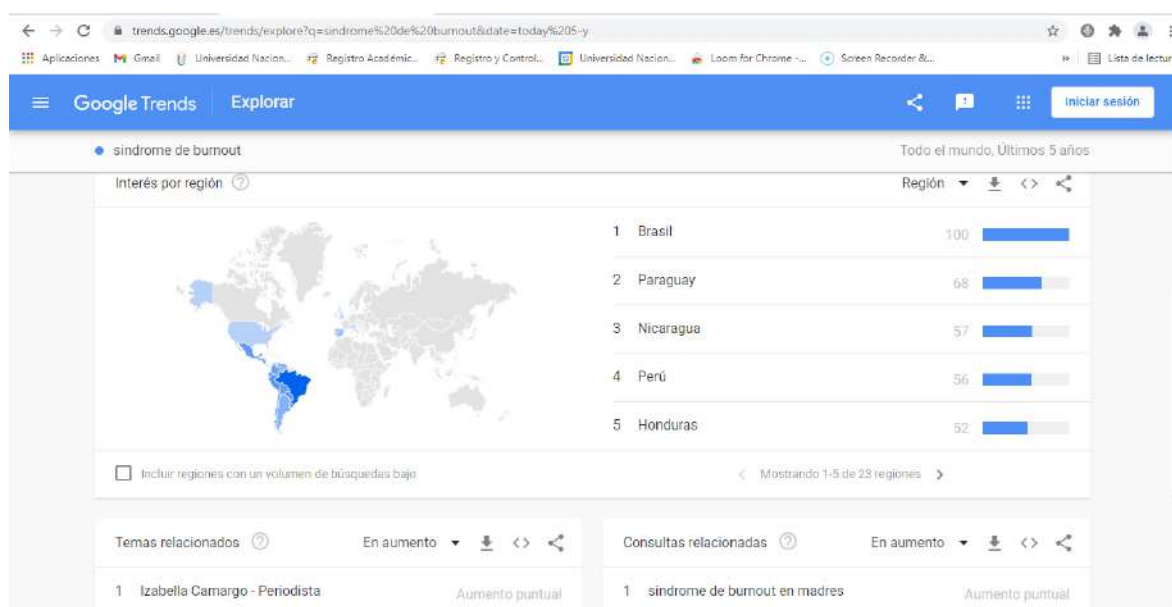 trends.google.es/trends/explore?q=sindrome%20de%20burnout&date=today%205-y
Aplicaciones Gmail Universidad Nacion... Registro Académic... Registro y Control... Universidad Nacion... Loom for Chrome -... Screen Recorder &... » Lista de lectur
Google Trends Explorar Iniciar sesión
sindrome de burnout Todo el mundo, Últimos 5 años
Interés por región Región
1 Brasil 100
2 Paraguay 68
3 Nicaragua 57
4 Perú 56
5 Honduras 52
Incluir regiones con un volumen de búsquedas bajo Mostrando 1-5 de 23 regiones
Temas relacionados En aumento Consultas relacionadas En aumento
1 Izabella Camargo - Periodista Aumento puntual 1 sindrome de burnout en madres Aumento puntual